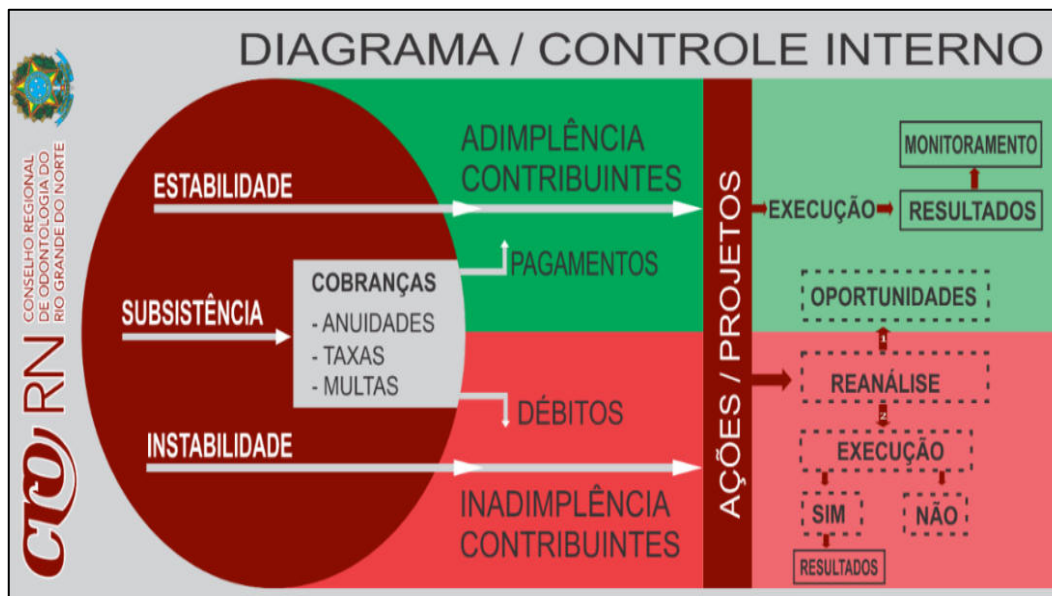 DIAGRAMA / CONTROLE INTERNO
CONSELHO REGIONAL
DE ODONTOLOGIA DO
RIO GRANDE DO NORTE
cro RN
ESTABILIDADE
SUBSISTÊNCIA
INSTABILIDADE
COBRANÇAS
- ANUIDADES
- TAXAS
- MULTAS
ADIMPLÊNCIA
CONTRIBUINTES
PAGAMENTOS
DÉBITOS
INADIMPLÊNCIA
CONTRIBUINTES
AÇÕES / PROJETOS
MONITORAMENTO
EXECUÇÃO
RESULTADOS
OPORTUNIDADES
1
REANÁLISE
2
EXECUÇÃO
SIM
NÃO
RESULTADOS